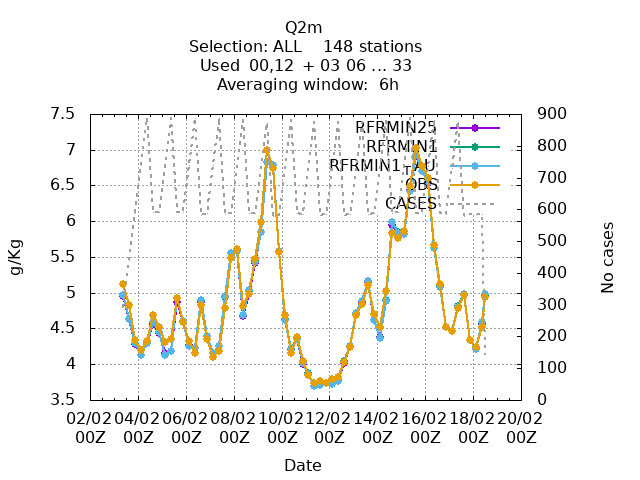 Q2m
Selection: ALL    148 stations
Used  00,12  + 03 06 ... 33
Averaging window:  6h
RFRMIN25
RFRMIN1
RFRMIN1-AU
OBS
CASES
7.5
7
6.5
6
5.5
5
4.5
4
3.5
g/Kg
900
800
700
600
500
400
300
200
100
0
No cases
02/02 04/02 06/02 08/02 10/02 12/02 14/02 16/02 18/02 20/02
00Z 00Z 00Z 00Z 00Z 00Z 00Z 00Z 00Z 00Z
Date